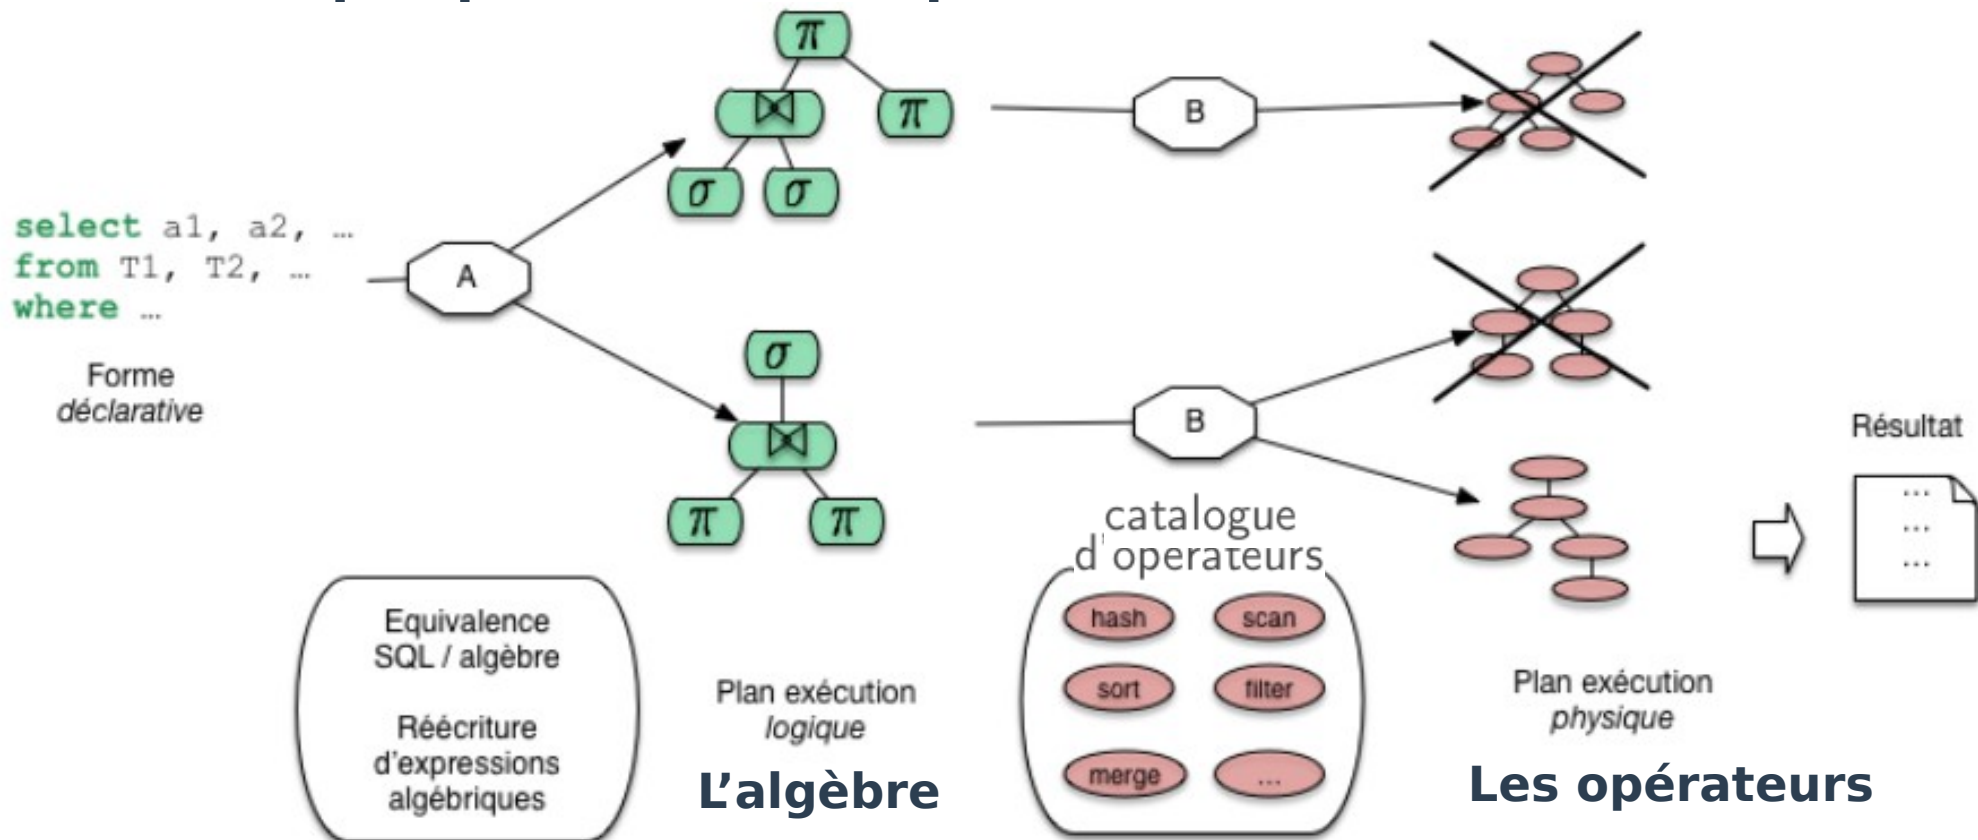 π
⋈
π
σ
σ
B
select a1, a2, …
from T1, T2, …
where …
A
Forme
déclarative
σ
⋈
π
π
B
Résultat
...
...
...
catalogue
d'operateurs
Equivalence
SQL / algèbre
Réécriture
d'expressions
algébriques
Plan exécution
logique
L’algèbre
hash
scan
sort
filter
merge
...
Plan exécution
physique
Les opérateurs